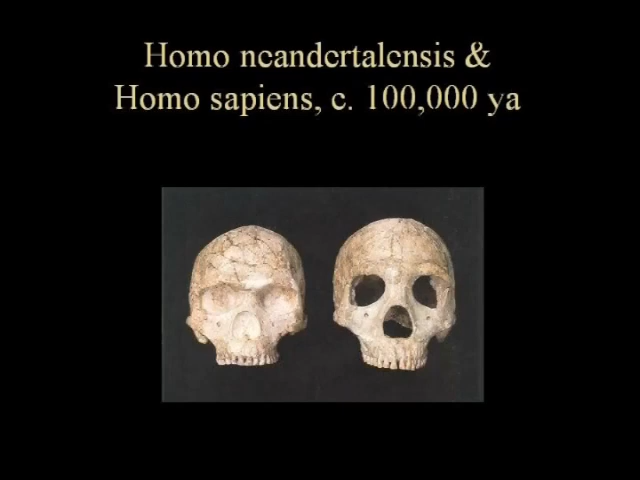 Homo neandertalensis &
Homo sapiens, c. 100,000 ya